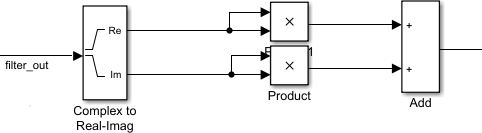 Re
×
+
filter_out
Im
×
+
Product
Add
Complex to
Real-Imag